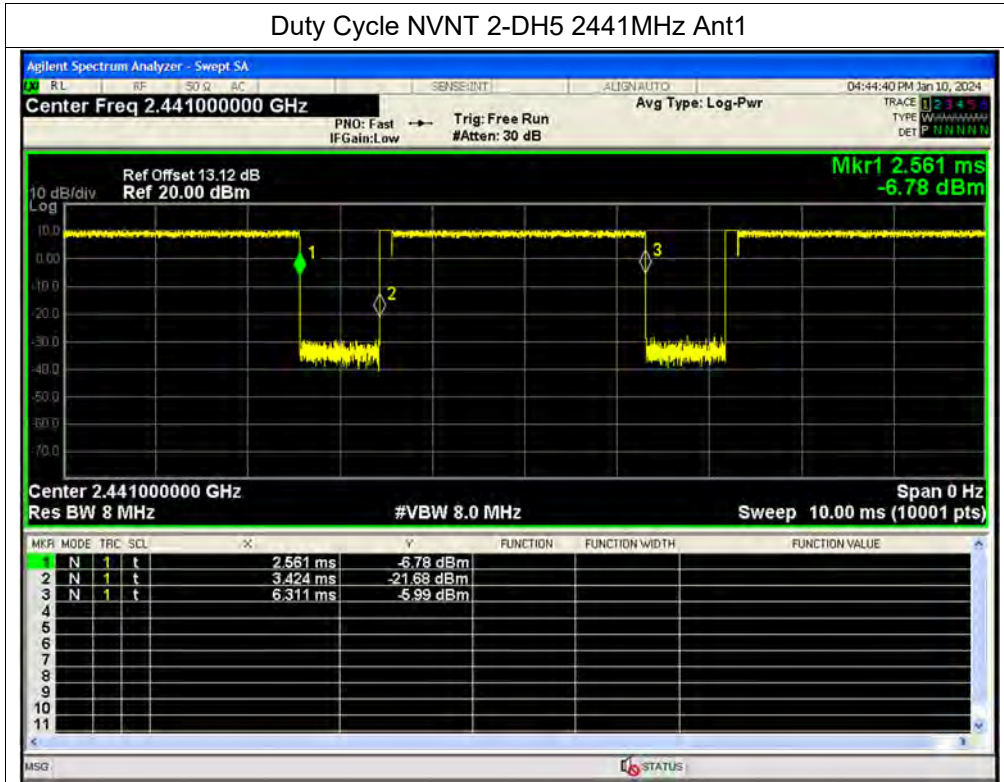 Duty Cycle NVNT 2-DH5 2441MHz Ant1
Agilent Spectrum Analyzer - Swept SA
LXI RL RF 50 Ω AC SENSE:INT ALIGNAUTO 04:44:40 PM Jan 10, 2024
Center Freq 2.441000000 GHz Avg Type: Log-Pwr TRACE 1 2 3 4 5 6
PNO: Fast Trig: Free Run TYPE W
IFGain:Low #Atten: 30 dB DET P N N N N N
Mkr1 2.561 ms
-6.78 dBm
Ref Offset 13.12 dB
10 dB/div Ref 20.00 dBm
Log
10.0
0.00
-10.0
-20.0
-30.0
-40.0
-50.0
-60.0
-70.0
1
2
3
Center 2.441000000 GHz Span 0 Hz
Res BW 8 MHz #VBW 8.0 MHz Sweep 10.00 ms (10001 pts)
MKR MODE TRC SCL X Y FUNCTION FUNCTION WIDTH FUNCTION VALUE
1 N 1 t 2.561 ms -6.78 dBm
2 N 1 t 3.424 ms -21.68 dBm
3 N 1 t 6.311 ms -5.99 dBm
4
5
6
7
8
9
10
11
MSG STATUS